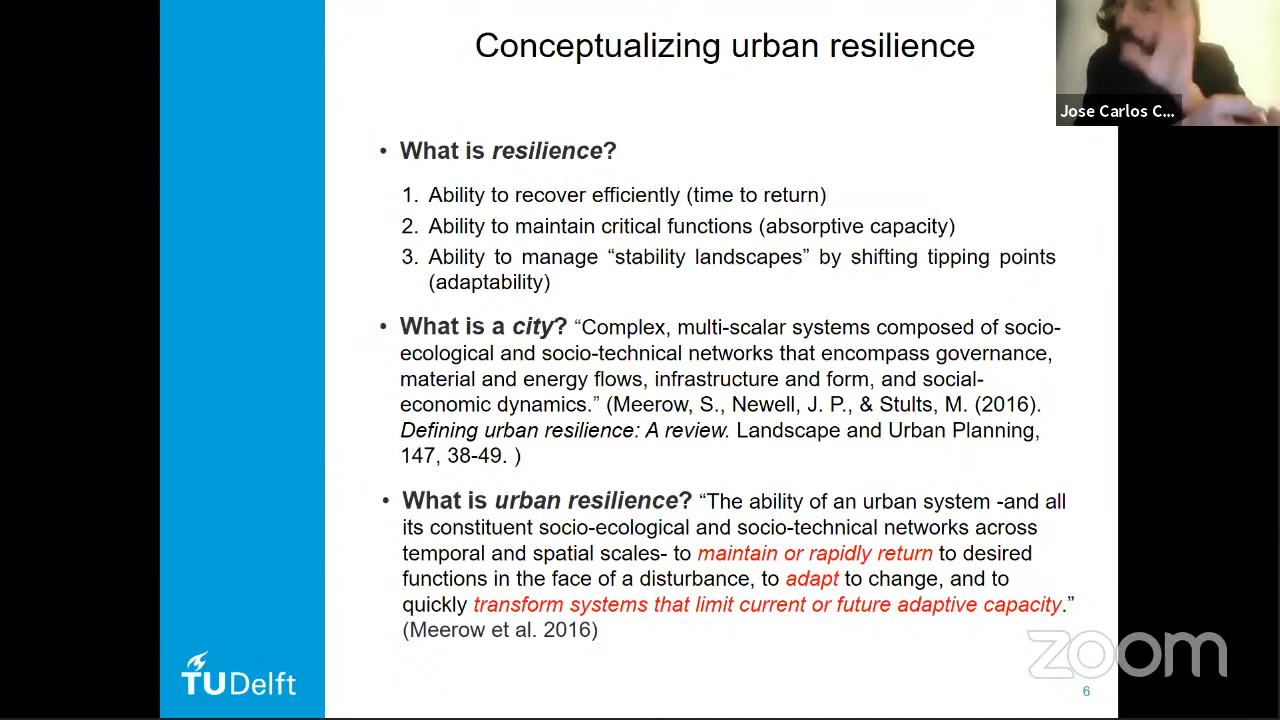 Conceptualizing urban resilience
Jose Carlos C...
• What is resilience?
1. Ability to recover efficiently (time to return)
2. Ability to maintain critical functions (absorptive capacity)
3. Ability to manage “stability landscapes” by shifting tipping points
(adaptability)
• What is a city? “Complex, multi-scalar systems composed of socio-
ecological and socio-technical networks that encompass governance,
material and energy flows, infrastructure and form, and social-
economic dynamics.” (Meerow, S., Newell, J. P., & Stults, M. (2016).
Defining urban resilience: A review. Landscape and Urban Planning,
147, 38-49. )
• What is urban resilience? “The ability of an urban system -and all
its constituent socio-ecological and socio-technical networks across
temporal and spatial scales- to maintain or rapidly return to desired
functions in the face of a disturbance, to adapt to change, and to
quickly transform systems that limit current or future adaptive capacity.”
(Meerow et al. 2016)
zoom
TUDelft
6